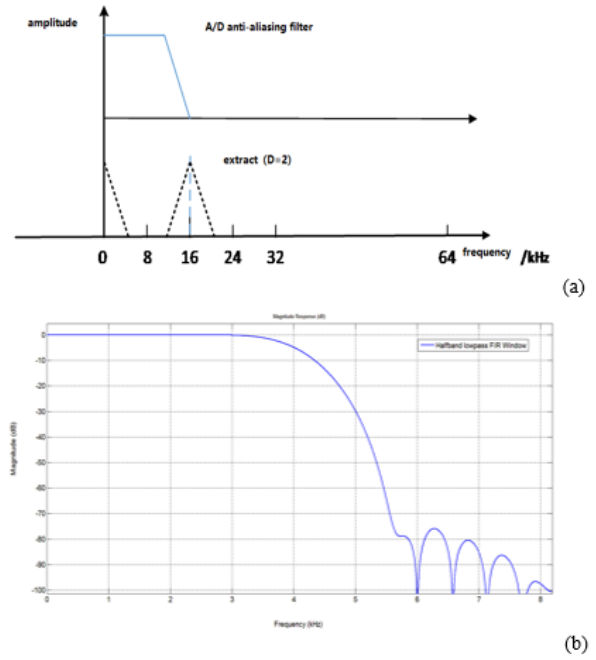 amplitude
A/D anti-aliasing filter
extract (D=2)
0 8 16 24 32 64 frequency /kHz
(a)
Magnitude Response (dB)
Halfband lowpass FIR Window
0
-10
-20
-30
-40
-50
-60
-70
-80
-90
-100
Magnitude (dB)
0 1 2 3 4 5 6 7 8
Frequency (kHz)
(b)